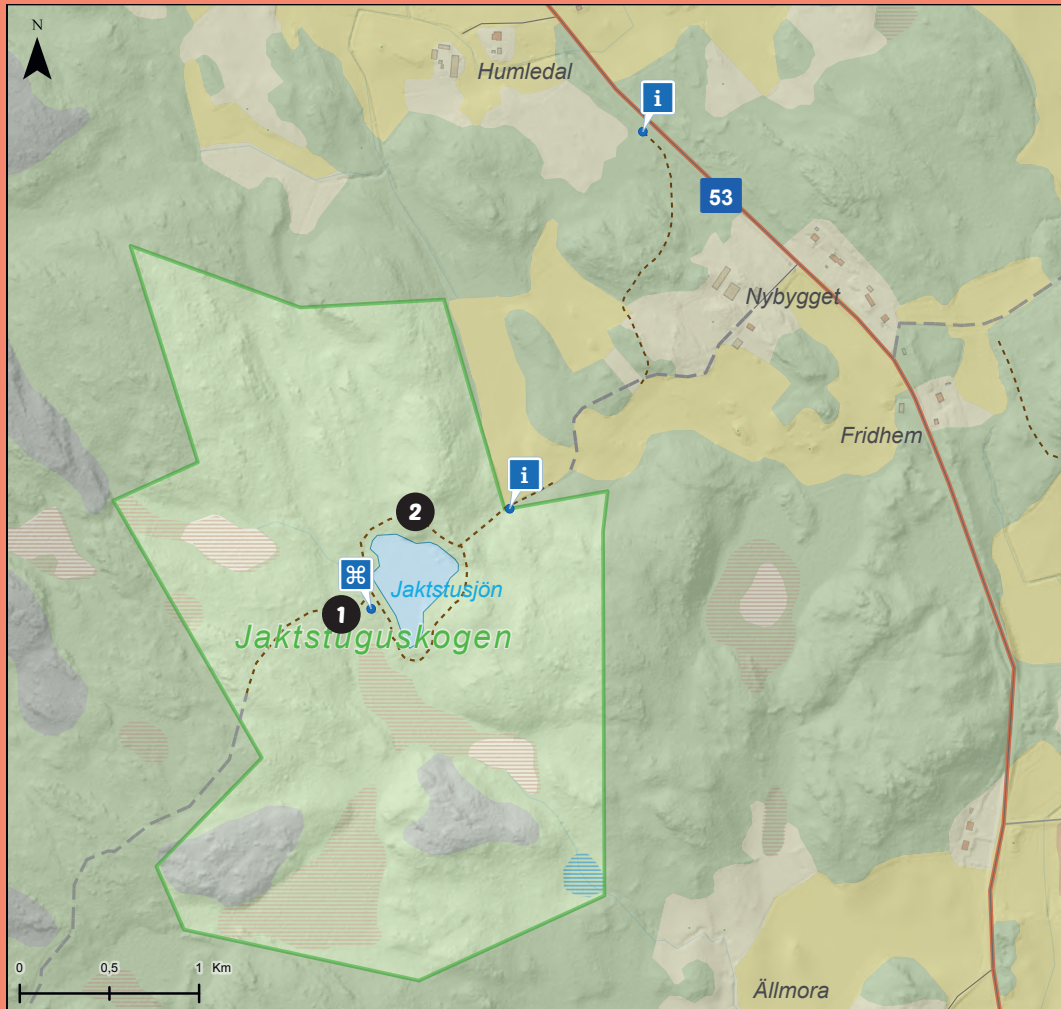 N
Humledal
i
53
Nybygget
Fridhem
i
2
⌘
Jaktstusjön
1
Jaktstuguskogen
0 0,5 1 Km
Ällmora